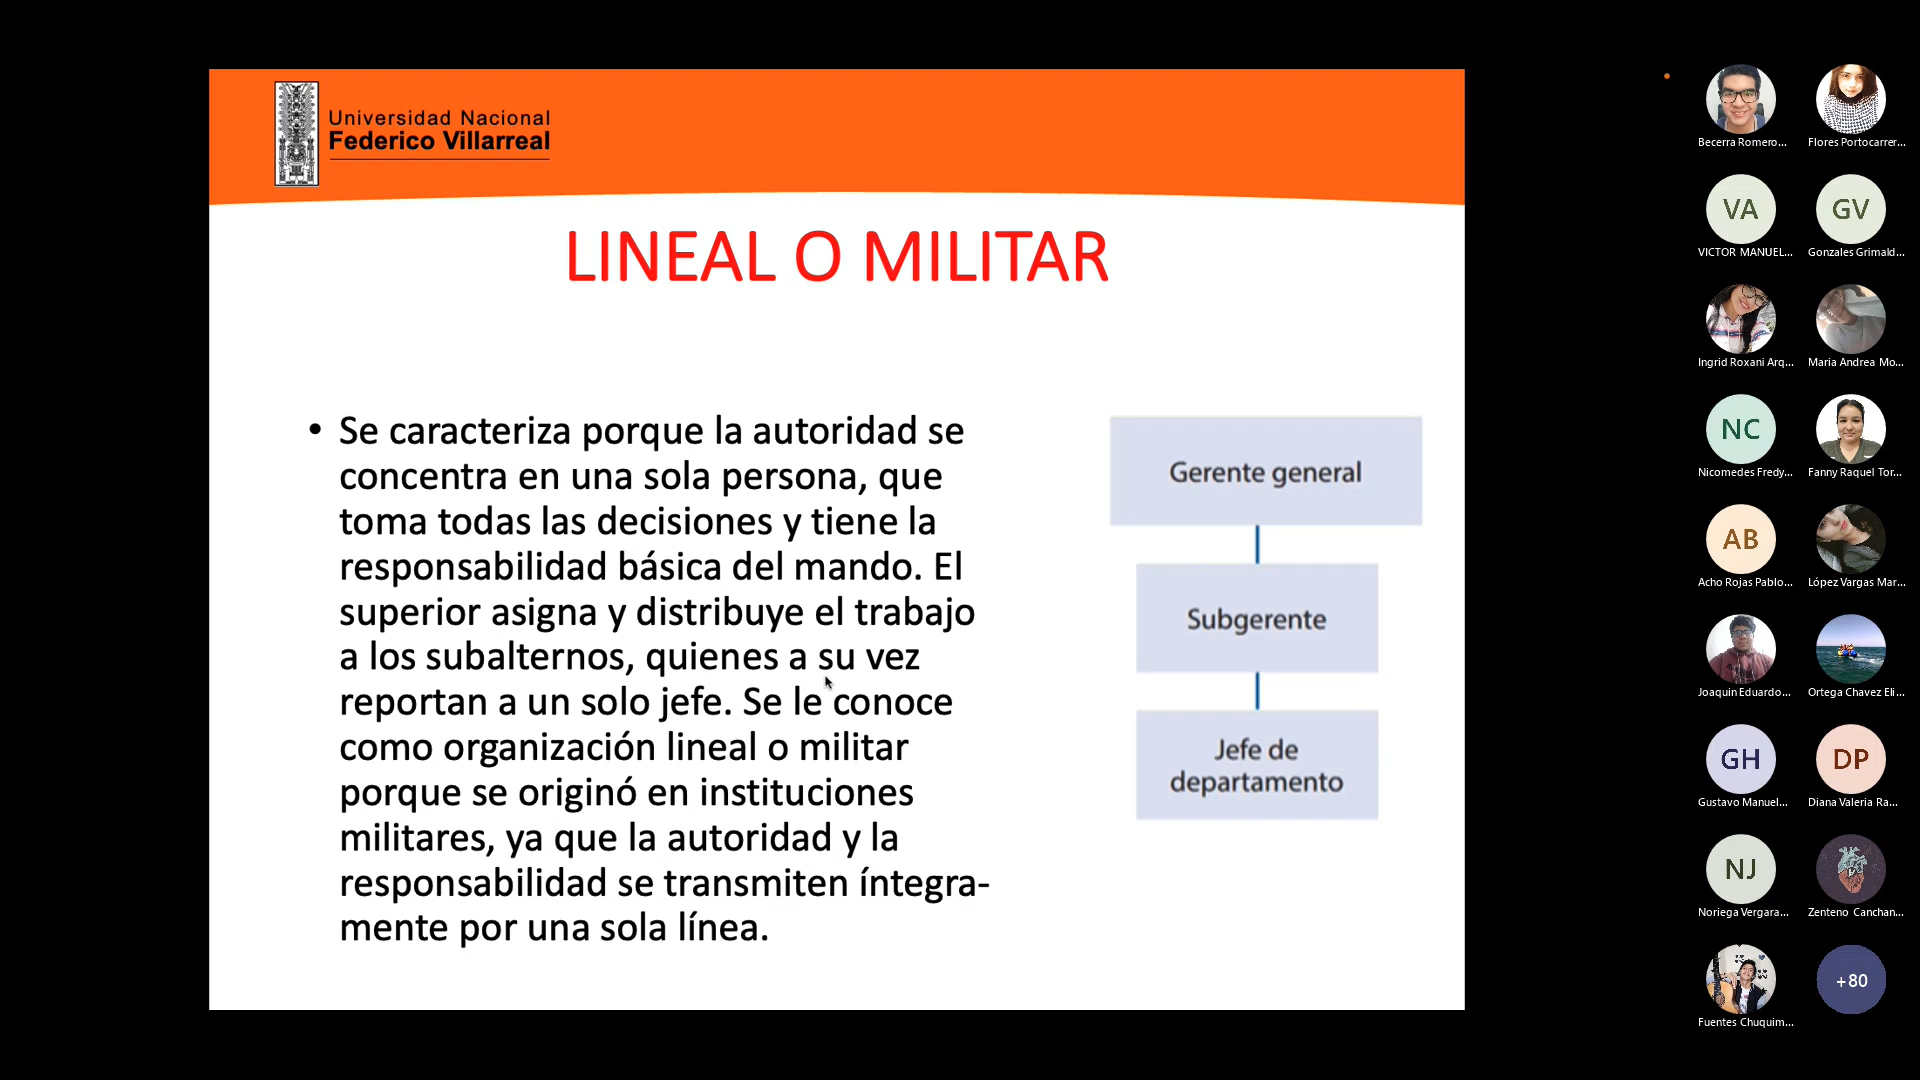 Universidad Nacional
Federico Villarreal
LINEAL O MILITAR
• Se caracteriza porque la autoridad se
concentra en una sola persona, que
toma todas las decisiones y tiene la
responsabilidad básica del mando. El
superior asigna y distribuye el trabajo
a los subalternos, quienes a su vez
reportan a un solo jefe. Se le conoce
como organización lineal o militar
porque se originó en instituciones
militares, ya que la autoridad y la
responsabilidad se transmiten íntegra-
mente por una sola línea.
Gerente general
Subgerente
Jefe de
departamento
Becerra Romero...
Flores Portocarrer...
VA
VICTOR MANUEL...
GV
Gonzales Grimald...
Ingrid Roxani Arq...
Maria Andrea Mo...
NC
Nicomedes Fredy...
Fanny Raquel Tor...
AB
Acho Rojas Pablo...
López Vargas Mar...
Joaquin Eduardo...
Ortega Chavez Eli...
GH
Gustavo Manuel...
DP
Diana Valeria Ra...
NJ
Noriega Vergara...
Zenteno Canchan...
Fuentes Chuquim...
+80